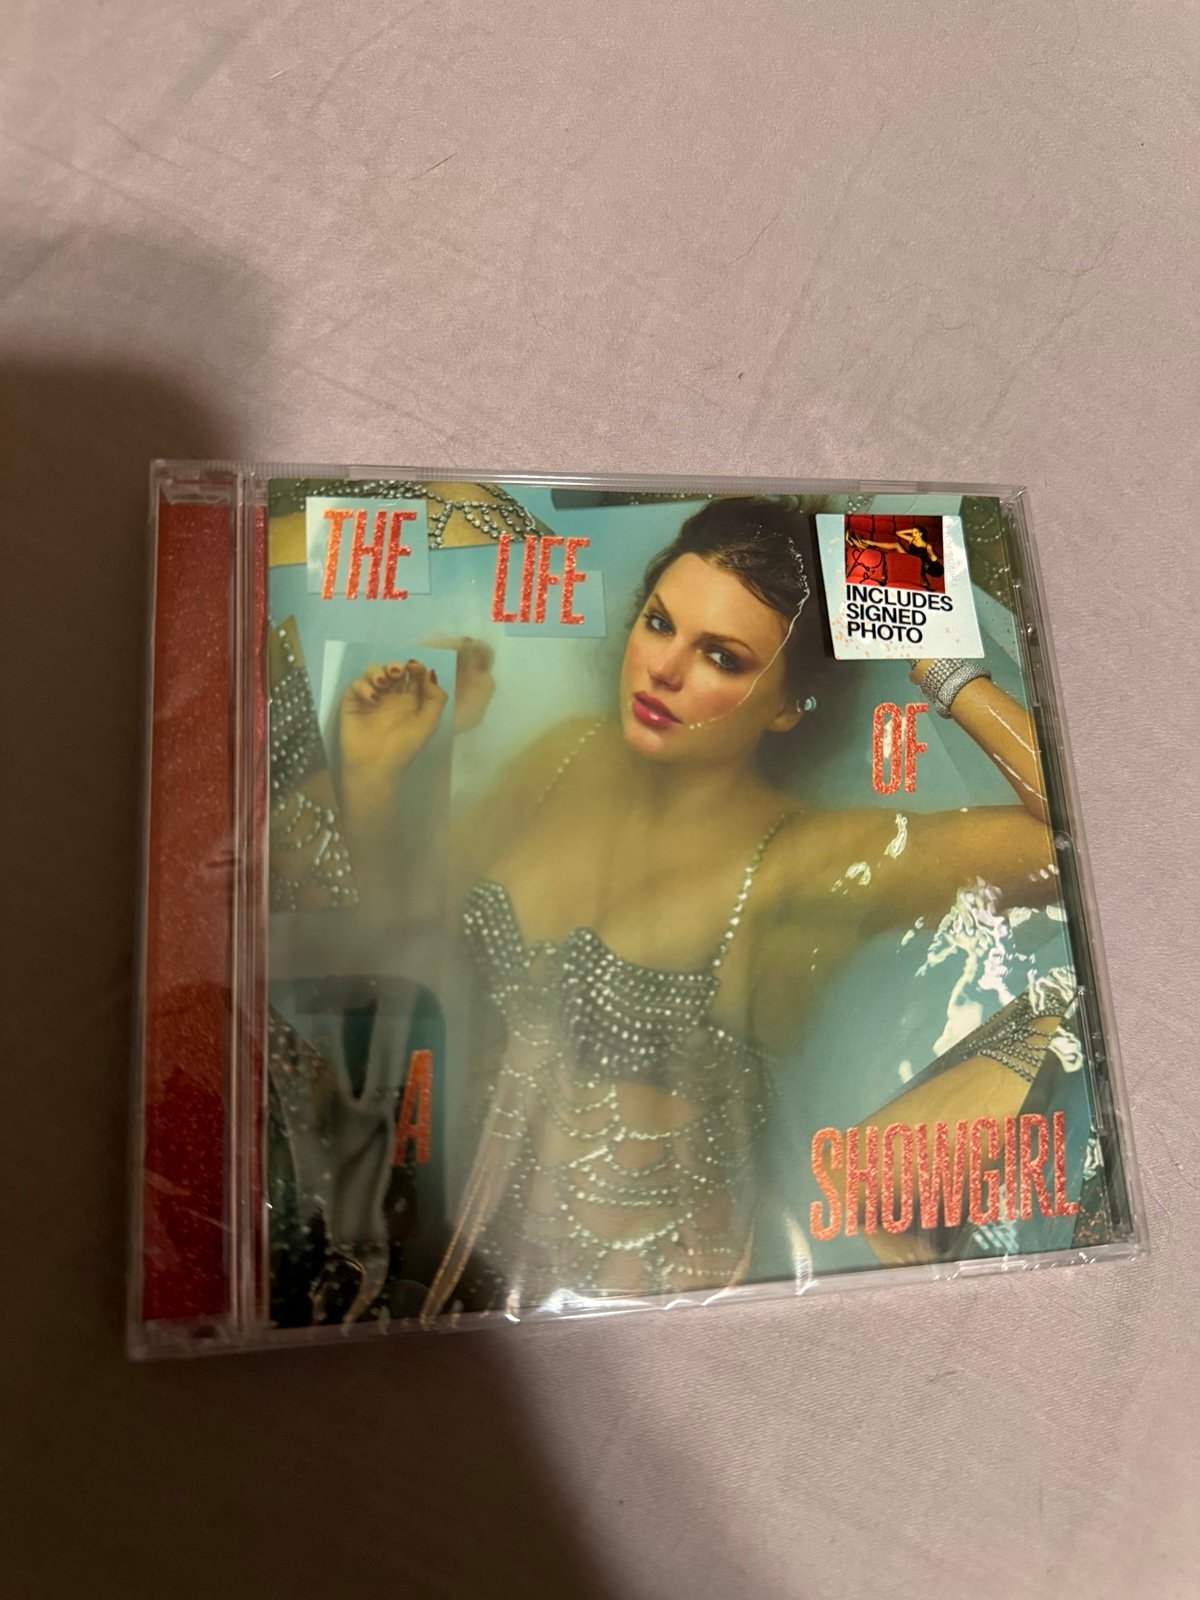 THE
LIFE
OF
A
SHOWGIRL
INCLUDES
SIGNED
PHOTO